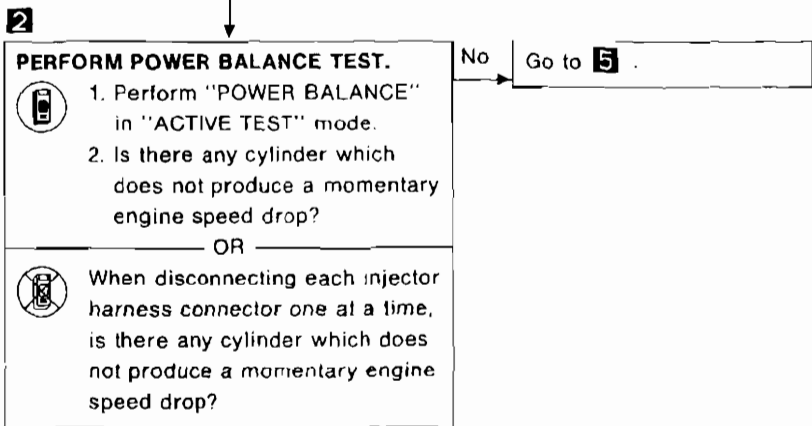 2
PERFORM POWER BALANCE TEST.
1. Perform "POWER BALANCE"
in "ACTIVE TEST" mode.
2. Is there any cylinder which
does not produce a momentary
engine speed drop?
OR
When disconnecting each injector
harness connector one at a time,
is there any cylinder which does
not produce a momentary engine
speed drop?
No
Go to 5 .